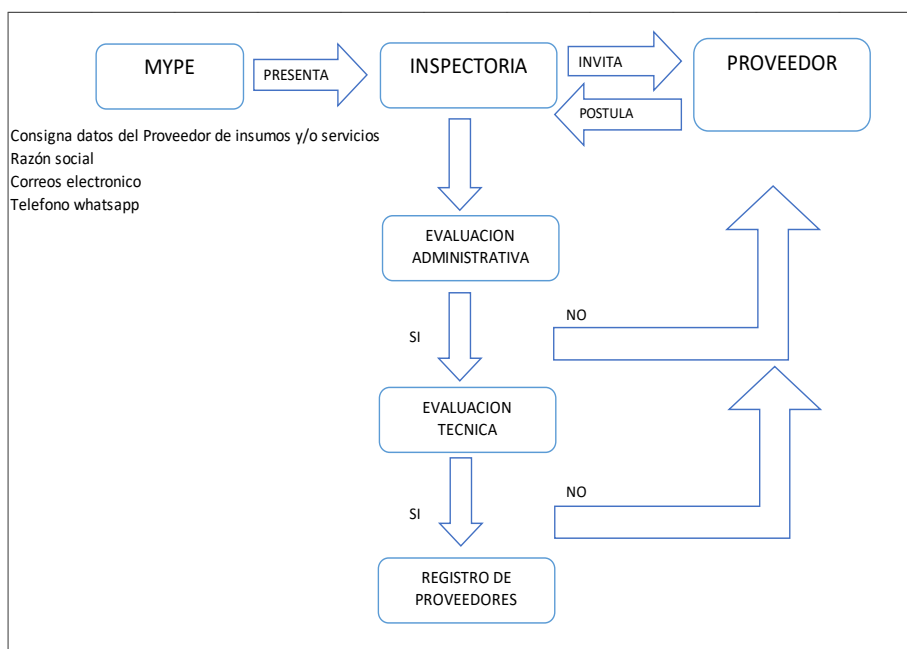 MYPE
PRESENTA
INSPECTORIA
INVITA
POSTULA
PROVEEDOR
Consigna datos del Proveedor de insumos y/o servicios
Razón social
Correos electronico
Telefono whatsapp
EVALUACION
ADMINISTRATIVA
SI
NO
EVALUACION
TECNICA
SI
NO
REGISTRO DE
PROVEEDORES